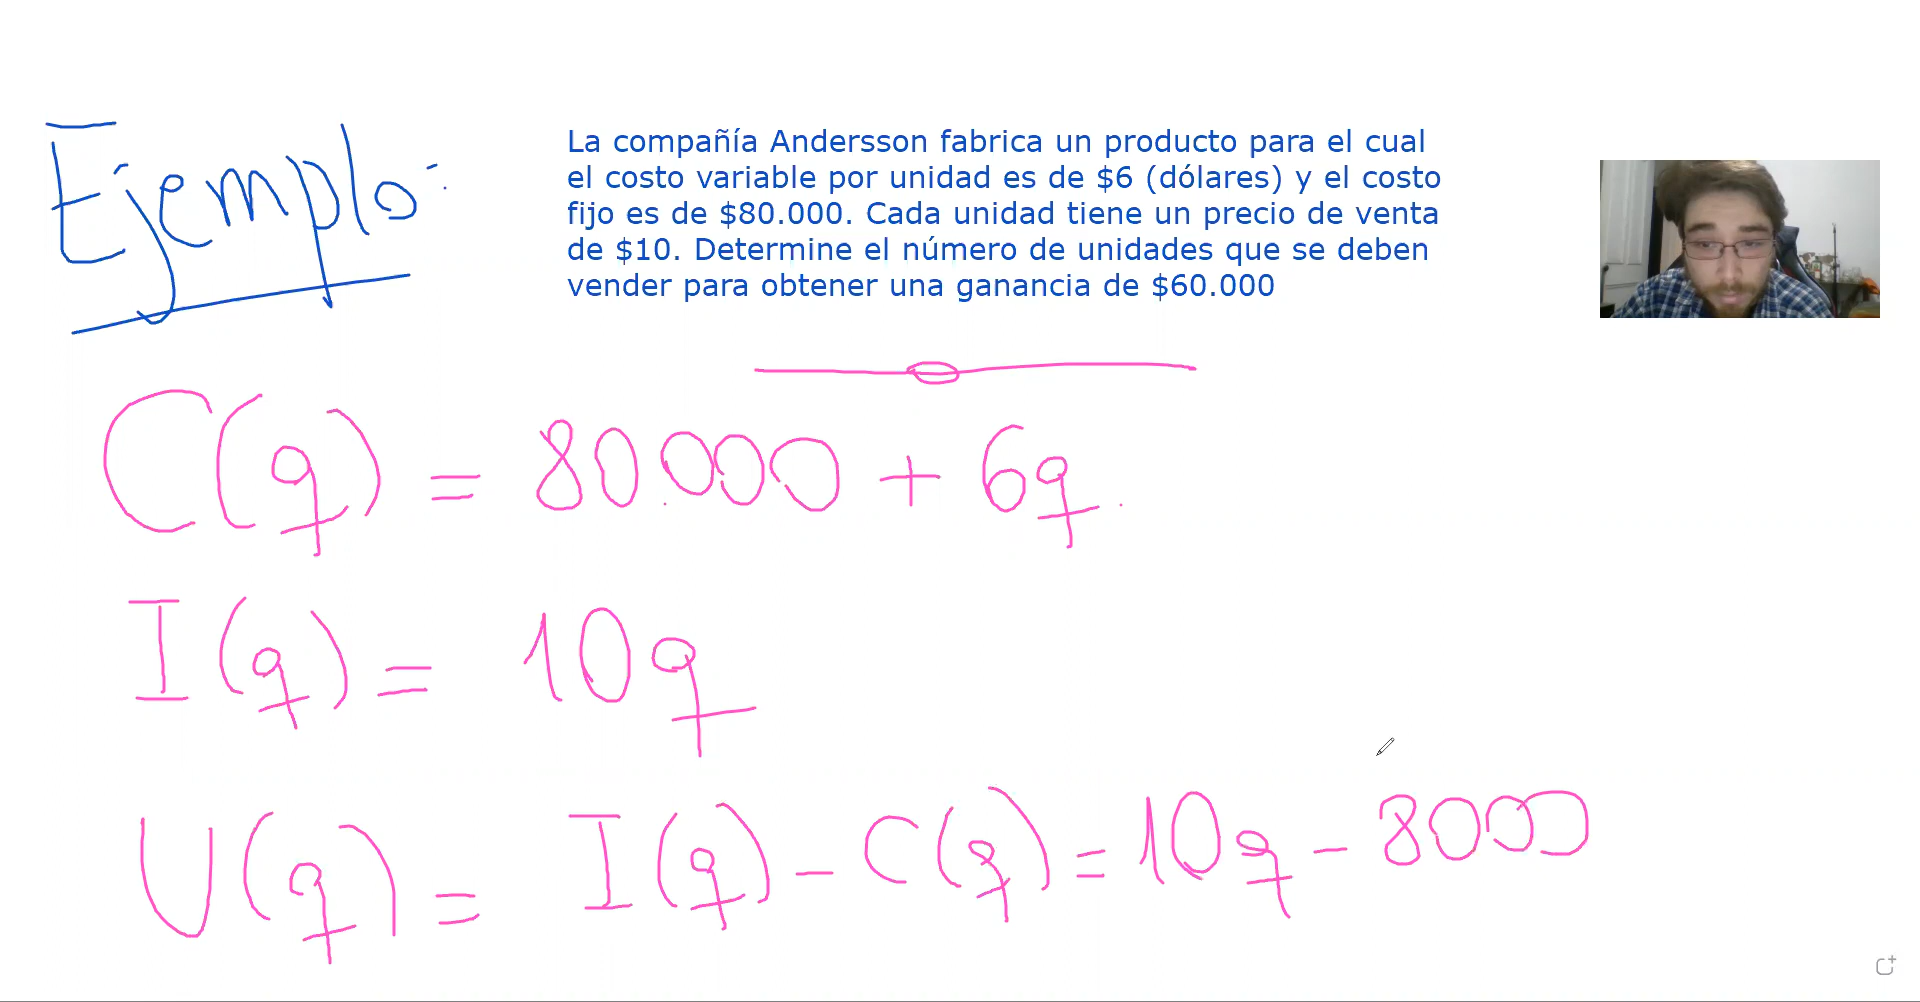 Ejemplo:
La compañía Andersson fabrica un producto para el cual
el costo variable por unidad es de $6 (dólares) y el costo
fijo es de $80.000. Cada unidad tiene un precio de venta
de $10. Determine el número de unidades que se deben
vender para obtener una ganancia de $60.000
C(q) = 80.000 + 6q.
I(q) = 10q
U(q) = I(q) - C(q) = 10q - 8000